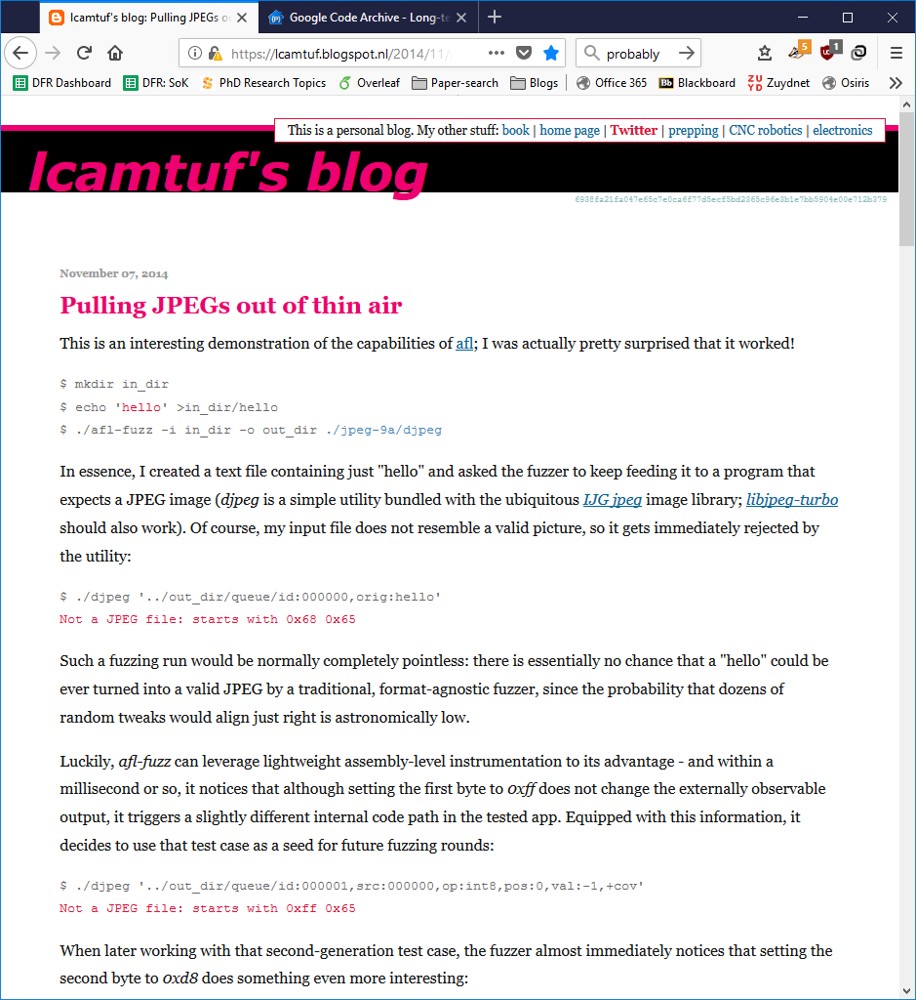 lcamtuf's blog: Pulling JPEGs o
Google Code Archive - Long-te
https://lcamtuf.blogspot.nl/2014/11/
probably
5
1
DFR Dashboard
DFR: SoK
PhD Research Topics
Overleaf
Paper-search
Blogs
Office 365
Bb Blackboard
ZU YD Zuydnet
Osiris
This is a personal blog. My other stuff: book | home page | Twitter | prepping | CNC robotics | electronics
lcamtuf's blog
November 07, 2014
Pulling JPEGs out of thin air
This is an interesting demonstration of the capabilities of afl; I was actually pretty surprised that it worked!
$ mkdir in_dir
$ echo 'hello' >in_dir/hello
$ ./afl-fuzz -i in_dir -o out_dir ./jpeg-9a/djpeg
In essence, I created a text file containing just "hello" and asked the fuzzer to keep feeding it to a program that
expects a JPEG image (djpeg is a simple utility bundled with the ubiquitous IJG jpeg image library; libjpeg-turbo
should also work). Of course, my input file does not resemble a valid picture, so it gets immediately rejected by
the utility:
$ ./djpeg '../out_dir/queue/id:000000,orig:hello'
Not a JPEG file: starts with 0x68 0x65
Such a fuzzing run would be normally completely pointless: there is essentially no chance that a "hello" could be
ever turned into a valid JPEG by a traditional, format-agnostic fuzzer, since the probability that dozens of
random tweaks would align just right is astronomically low.
Luckily, afl-fuzz can leverage lightweight assembly-level instrumentation to its advantage - and within a
millisecond or so, it notices that although setting the first byte to 0xff does not change the externally observable
output, it triggers a slightly different internal code path in the tested app. Equipped with this information, it
decides to use that test case as a seed for future fuzzing rounds:
$ ./djpeg '../out_dir/queue/id:000001,src:000000,op:int8,pos:0,val:-1,+cov'
Not a JPEG file: starts with 0xff 0x65
When later working with that second-generation test case, the fuzzer almost immediately notices that setting the
second byte to 0xd8 does something even more interesting: